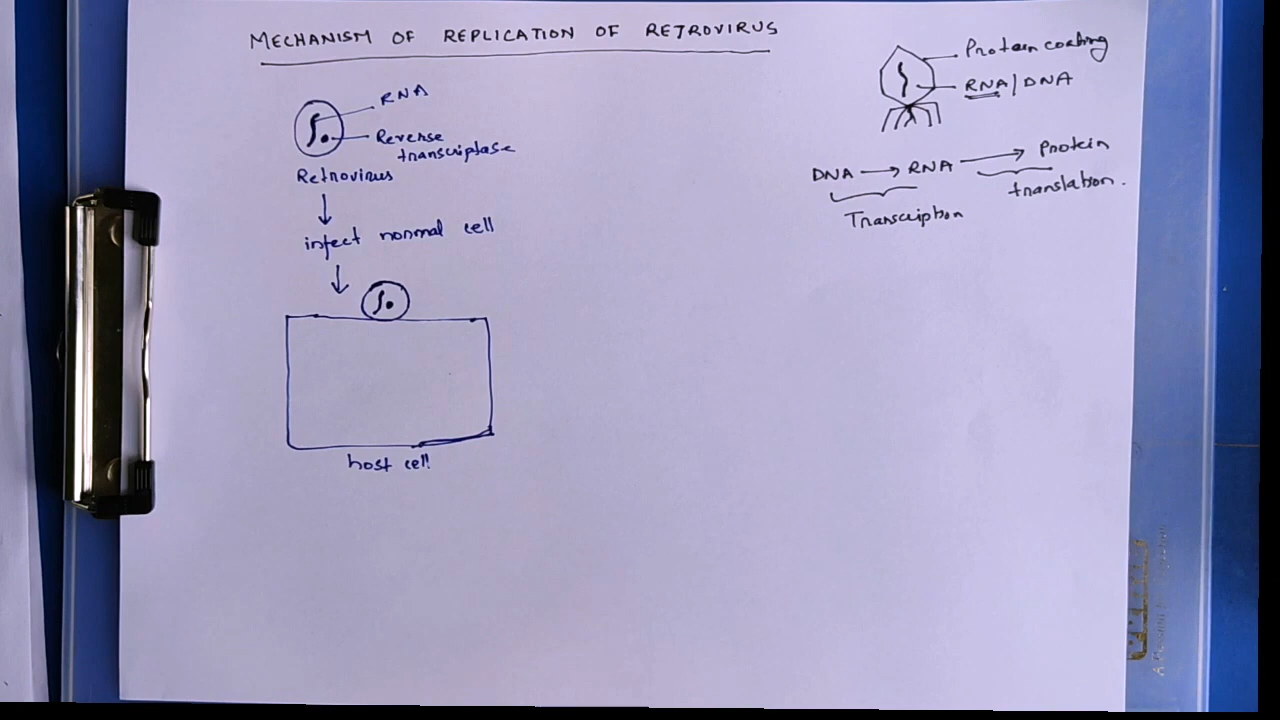 MECHANISM OF REPLICATION OF RETROVIRUS
RNA
Reverse
transcriptase
Retrovirus
infect normal cell
host cell
Protein coating
RNA/DNA
DNA → RNA → Protein
Transcription
translation.